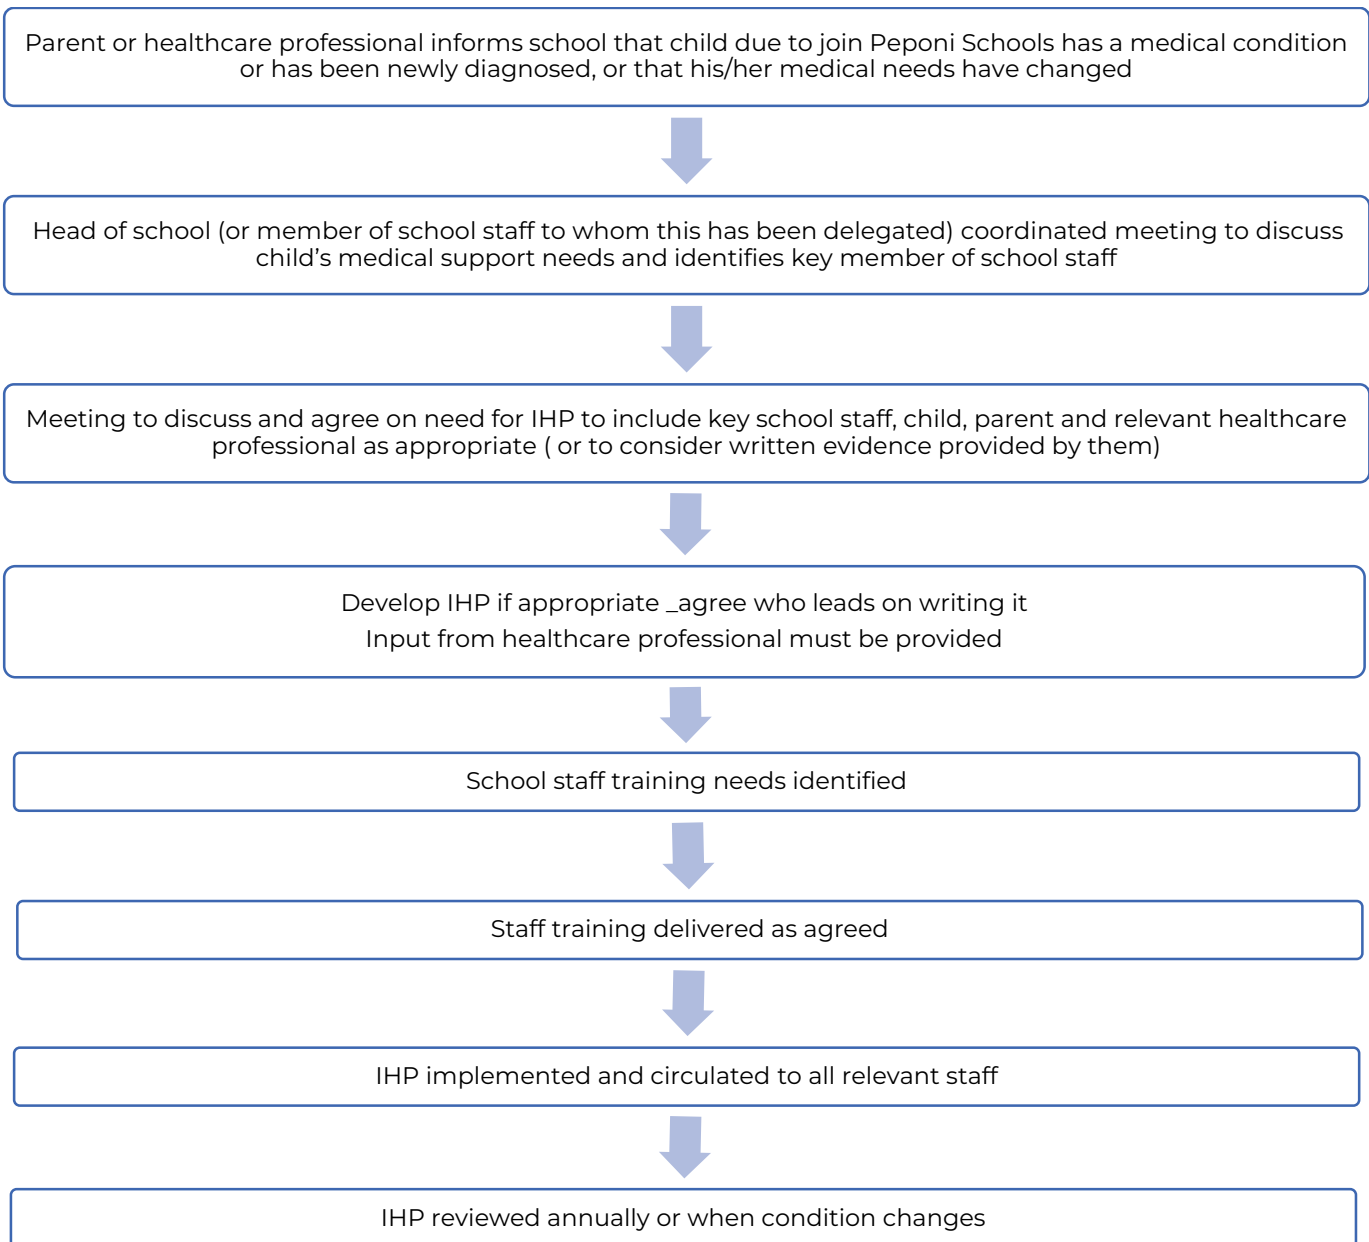 Parent or healthcare professional informs school that child due to join Peponi Schools has a medical condition
or has been newly diagnosed, or that his/her medical needs have changed
Head of school (or member of school staff to whom this has been delegated) coordinated meeting to discuss
child’s medical support needs and identifies key member of school staff
Meeting to discuss and agree on need for IHP to include key school staff, child, parent and relevant healthcare
professional as appropriate ( or to consider written evidence provided by them)
Develop IHP if appropriate _agree who leads on writing it
Input from healthcare professional must be provided
School staff training needs identified
Staff training delivered as agreed
IHP implemented and circulated to all relevant staff
IHP reviewed annually or when condition changes